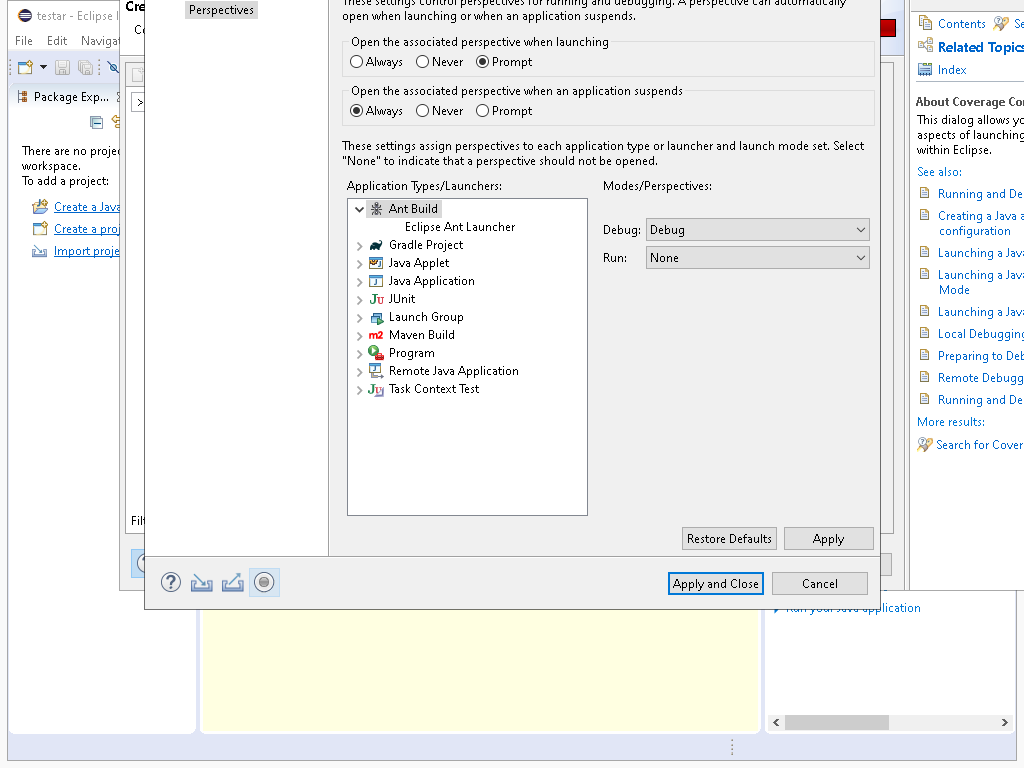 testar - Eclipse I
File Edit Navigat
Package Exp...
There are no proje
workspace.
To add a project:
Create a Java
Create a proj
Import proje
Cre
Filt
Perspectives
These settings control perspectives for running and debugging. A perspective can automatically
open when launching or when an application suspends.
Open the associated perspective when launching
Always Never Prompt
Open the associated perspective when an application suspends
Always Never Prompt
These settings assign perspectives to each application type or launcher and launch mode set. Select
"None" to indicate that a perspective should not be opened.
Application Types/Launchers:
Ant Build
Eclipse Ant Launcher
Gradle Project
Java Applet
Java Application
JUnit
Launch Group
Maven Build
Program
Remote Java Application
Task Context Test
Modes/Perspectives:
Debug: Debug
Run: None
Restore Defaults Apply
Apply and Close Cancel
Contents Se
Related Topics
Index
About Coverage Co
This dialog allows yo
aspects of launching
within Eclipse.
See also:
Running and De
Creating a Java a
configuration
Launching a Java
Launching a Java
Mode
Launching a Java
Local Debugging
Preparing to Deb
Remote Debugg
Running and De
More results:
Search for Cover
Run your Java application